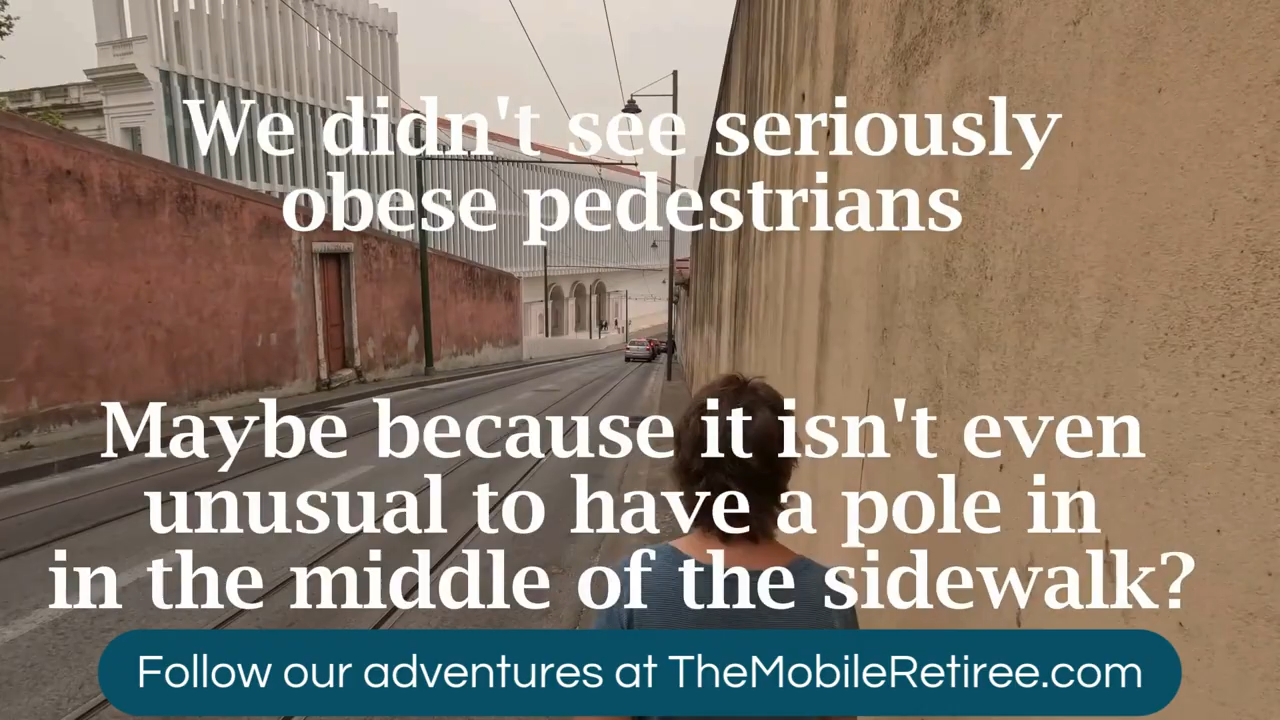 We didn't see seriously
obese pedestrians
Maybe because it isn't even
unusual to have a pole in
in the middle of the sidewalk?
Follow our adventures at TheMobileRetiree.com